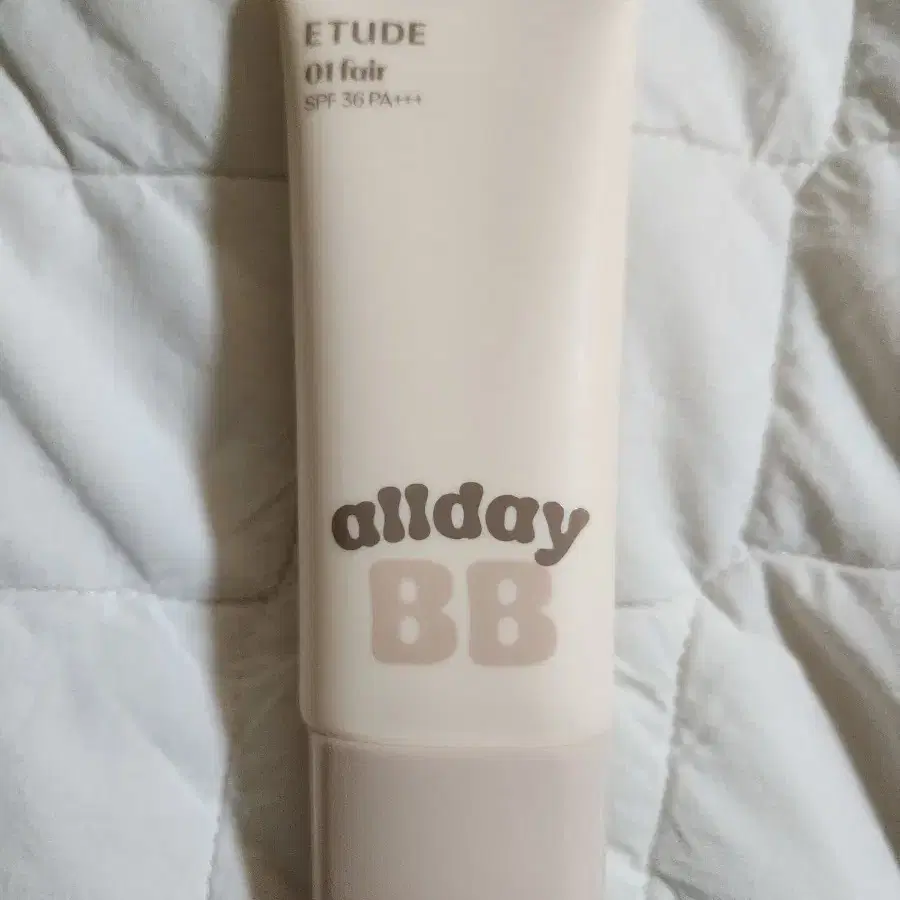 ETUDE
01 fair
SPF 36 PA+++
allday
BB